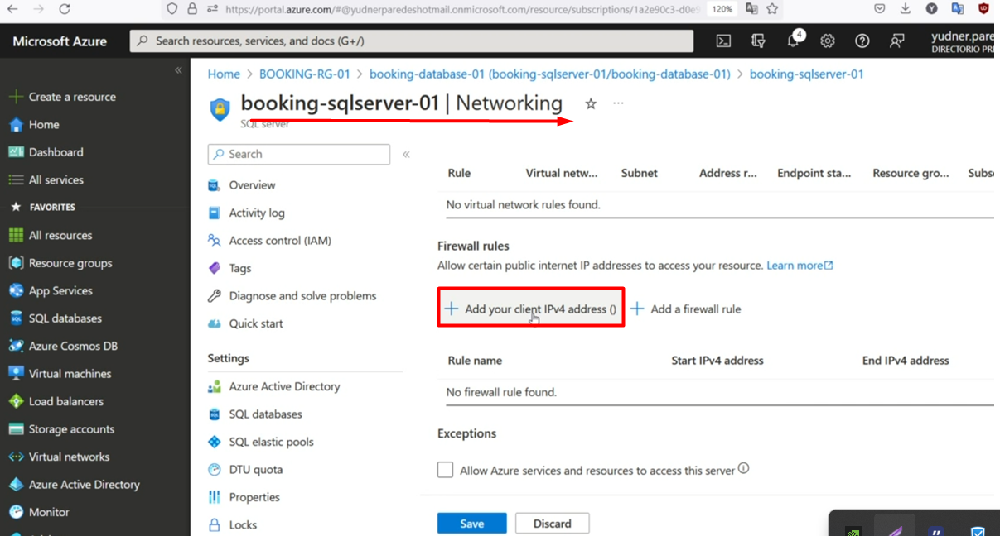 https://portal.azure.com/#@yudnerparedeshotmail.onmicrosoft.com/resource/subscriptions/1a2e90c3-d0e
120%
Microsoft Azure
Search resources, services, and docs (G+/)
4
yudner.pare
DIRECTORIO PRE
Create a resource
Home
Dashboard
All services
FAVORITES
All resources
Resource groups
App Services
SQL databases
Azure Cosmos DB
Virtual machines
Load balancers
Storage accounts
Virtual networks
Azure Active Directory
Monitor
Home > BOOKING-RG-01 > booking-database-01 (booking-sqlserver-01/booking-database-01) > booking-sqlserver-01
booking-sqlserver-01 | Networking
SQL server
Search
Overview
Activity log
Access control (IAM)
Tags
Diagnose and solve problems
Quick start
Settings
Azure Active Directory
SQL databases
SQL elastic pools
DTU quota
Properties
Locks
Rule Virtual netw... Subnet Address r... Endpoint sta... Resource gro... Subs
No virtual network rules found.
Firewall rules
Allow certain public internet IP addresses to access your resource. Learn more
+ Add your client IPv4 address () + Add a firewall rule
Rule name Start IPv4 address End IPv4 address
No firewall rule found.
Exceptions
Allow Azure services and resources to access this server
Save Discard